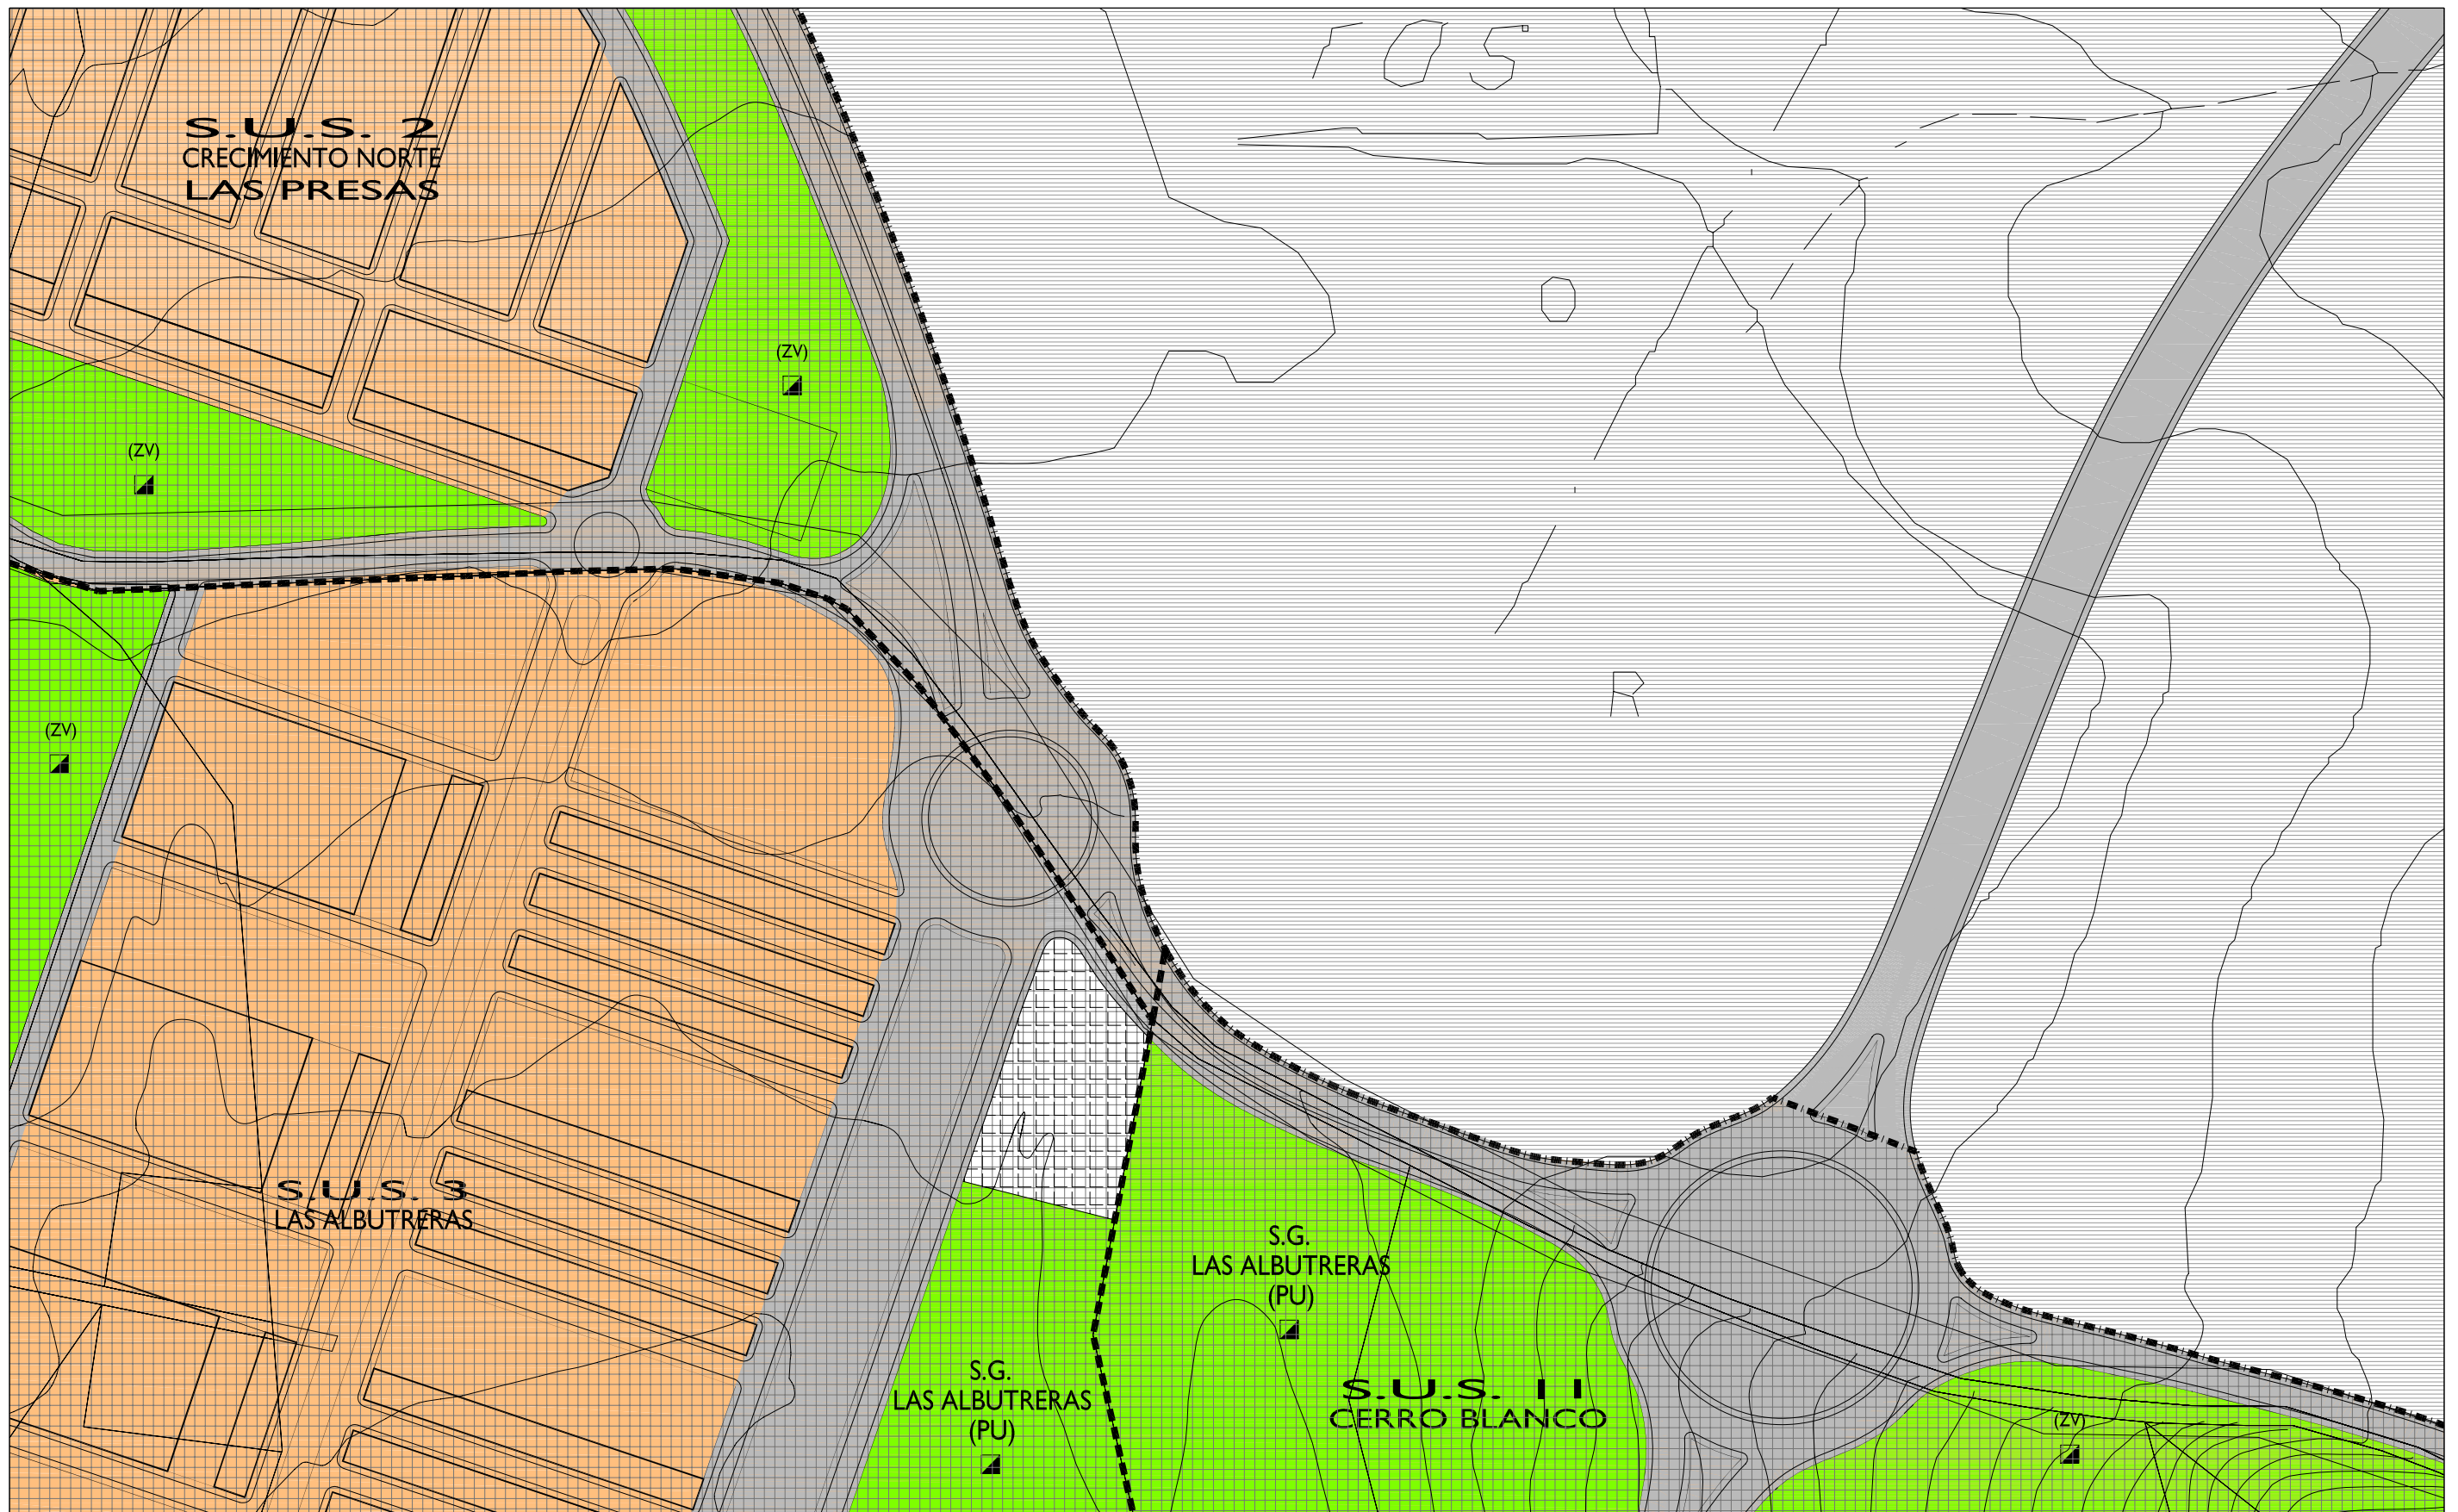 ros
S.U.S. 2
CRECIMIENTO NORTE
LAS PRESAS
(ZV)
(ZV)
R
(ZV)
S.U.S. 3
LAS ALBUTRERAS
S.G.
LAS ALBUTRERAS
(PU)
S.G.
LAS ALBUTRERAS
(PU)
S.U.S. 11
CERRO BLANCO
(ZV)